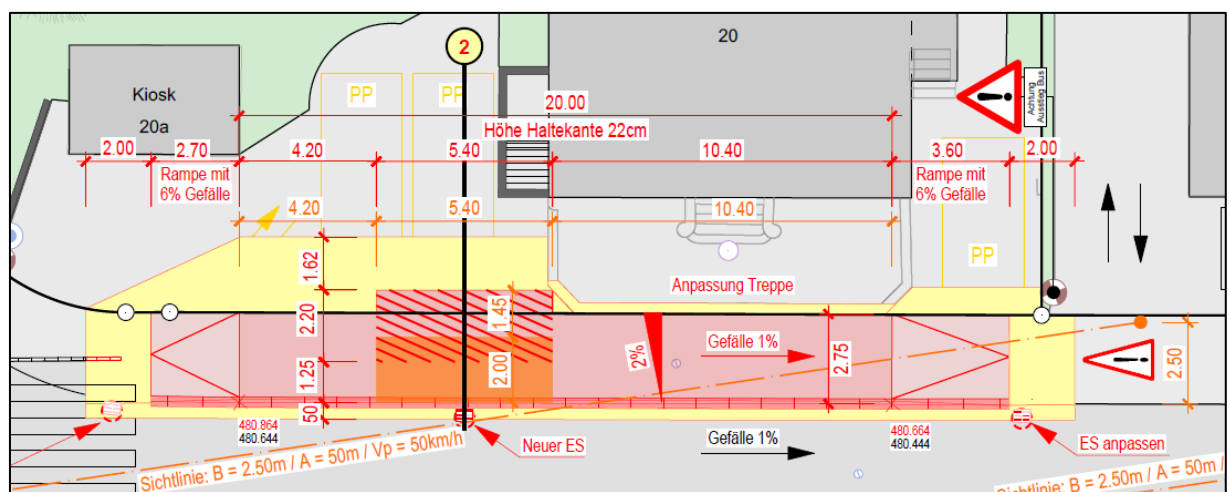 Kiosk
20a
2
20
PP
PP
20.00
Höhe Haltekante 22cm
Achtung
Ausstieg Bus
2.00
2.70
4.20
5.40
10.40
3.60
2.00
Rampe mit
6% Gefälle
Rampe mit
6% Gefälle
4.20
5.40
10.40
1.62
2.20
1.25
50
1.45
2.00
PP
Anpassung Treppe
2%
Gefälle 1%
2.75
2.50
480.864
480.644
Neuer ES
Gefälle 1%
480.664
480.444
ES anpassen
Sichtlinie: B = 2.50m / A = 50m / Vp = 50km/h
Sichtlinie: B = 2.50m / A = 50m /